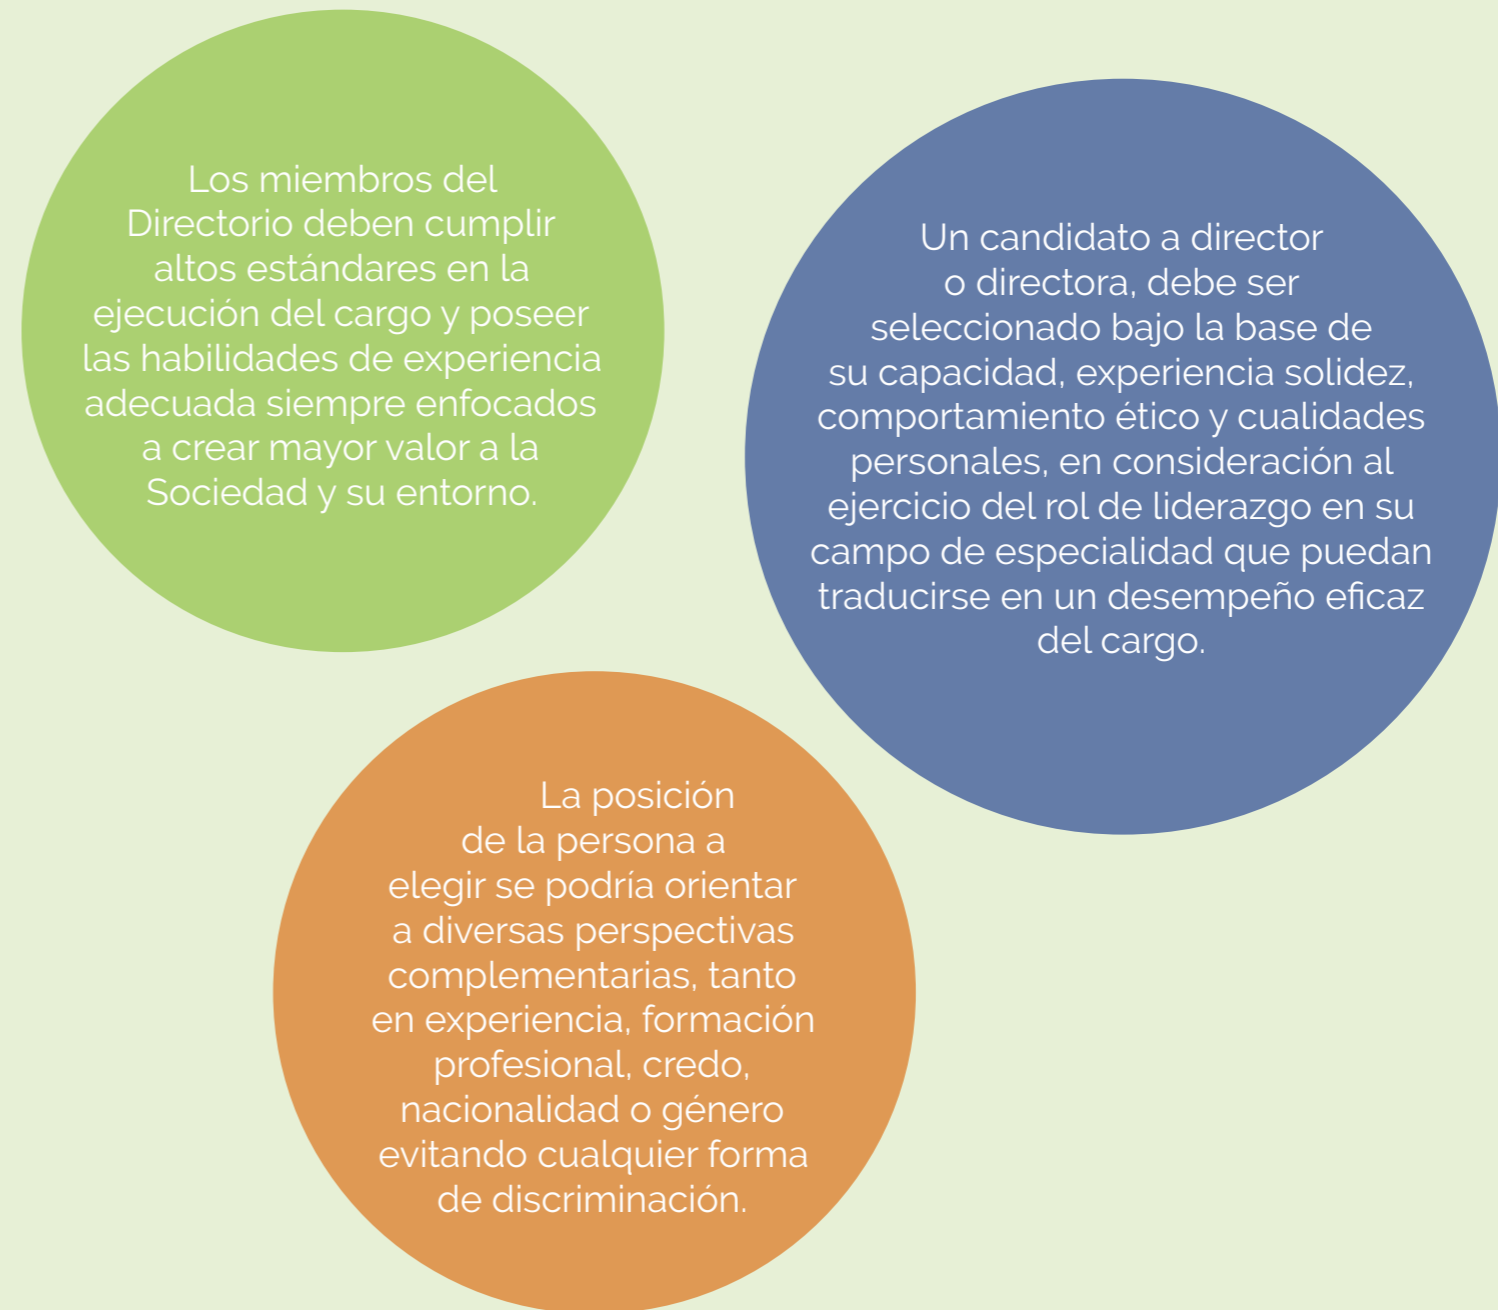 Los miembros del
Directorio deben cumplir
altos estándares en la
ejecución del cargo y poseer
las habilidades de experiencia
adecuada siempre enfocados
a crear mayor valor a la
Sociedad y su entorno.
Un candidato a director
o directora, debe ser
seleccionado bajo la base de
su capacidad, experiencia solidez,
comportamiento ético y cualidades
personales, en consideración al
ejercicio del rol de liderazgo en su
campo de especialidad que puedan
traducirse en un desempeño eficaz
del cargo.
La posición
de la persona a
elegir se podría orientar
a diversas perspectivas
complementarias, tanto
en experiencia, formación
profesional, credo,
nacionalidad o género
evitando cualquier forma
de discriminación.